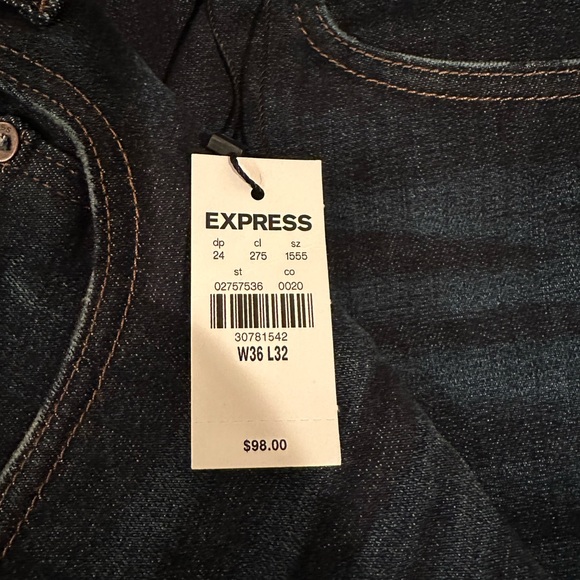 EXPRESS
dp cl sz
24 275 1555
st co
02757536 0020
30781542
W36 L32
$98.00